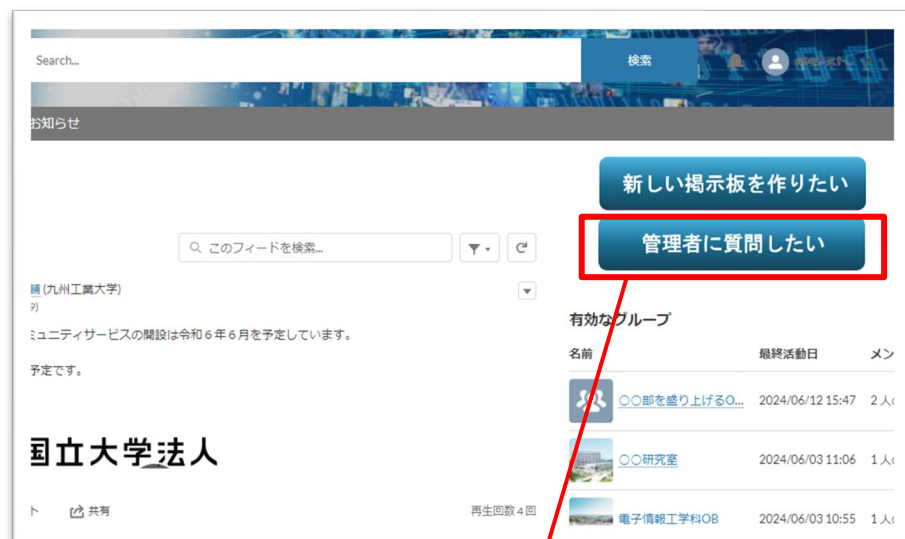 Search...
検索
お知らせ
新しい掲示板を作りたい
管理者に質問したい
このフィードを検索...
輔(九州工業大学)
ミュニティサービスの開設は令和6年6月を予定しています。
予定です。
有効なグループ
名前 最終活動日 メン
〇〇部を盛り上げるO... 2024/06/12 15:47 2人
〇〇研究室 2024/06/03 11:06 1人
電子情報工学科OB 2024/06/03 10:55 1人
国立大学法人
ト 共有 再生回数4回